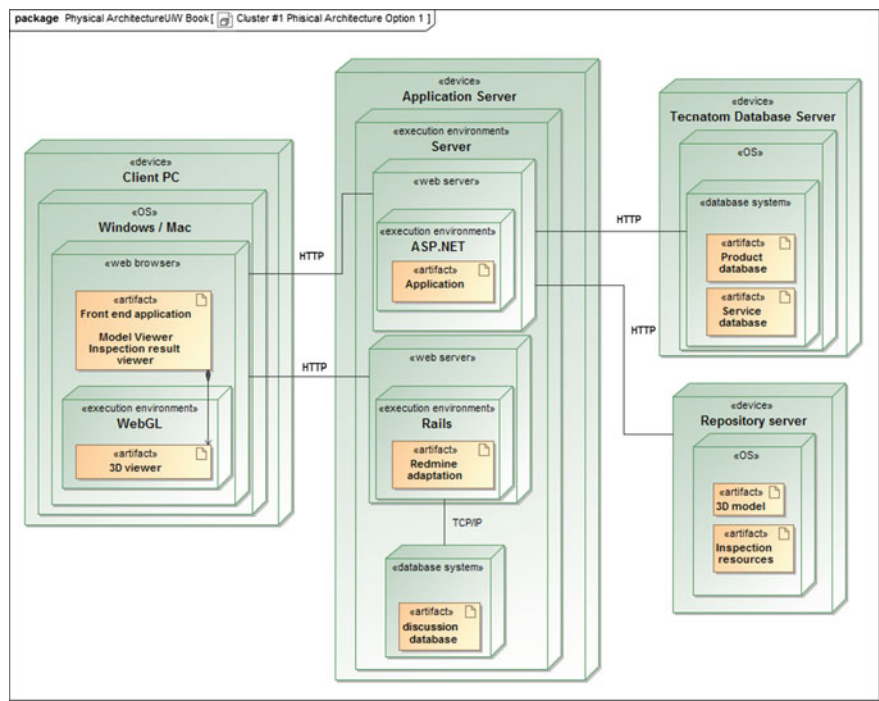 package Physical ArchitectureUiW Book [ Cluster #1 Phisical Architecture Option 1 ]
«device»
Client PC
«OS»
Windows / Mac
«web browser»
«artifact»
Front end application
Model Viewer
Inspection result
viewer
«execution environment»
WebGL
«artifact»
3D viewer
HTTP
HTTP
«device»
Application Server
«execution environment»
Server
«web server»
«execution environment»
ASP.NET
«artifact»
Application
«web server»
«execution environment»
Rails
«artifact»
Redmine
adaptation
TCP/IP
«database system»
«artifact»
discussion
database
HTTP
HTTP
«device»
Tecnatom Database Server
«OS»
«database system»
«artifact»
Product
database
«artifact»
Service
database
«device»
Repository server
«OS»
«artifact»
3D model
«artifact»
Inspection
resources